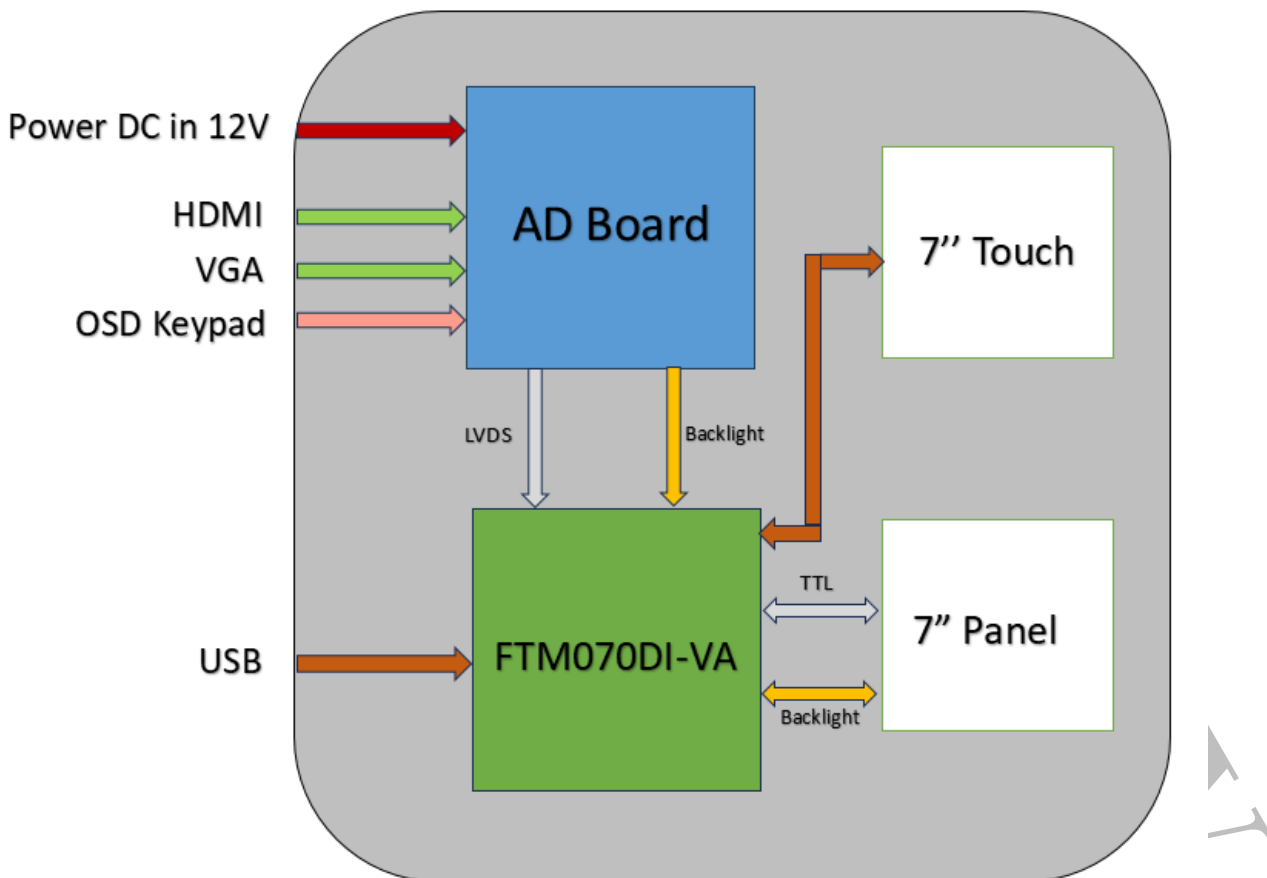 Power DC in 12V
HDMI
VGA
OSD Keypad
AD Board
7’’ Touch
LVDS
Backlight
TTL
USB
FTM070DI-VA
7” Panel
Backlight